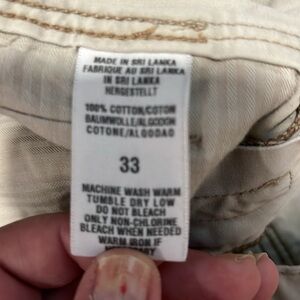 MADE IN SRI LANKA
FABRIQUE AU SRI LANKA
IN SRI LANKA
HERGESTELLT
100% COTTON/COTON
BAUMWOLLE/ALGODON
COTONE/ALGODAO
33
MACHINE WASH WARM
TUMBLE DRY LOW
DO NOT BLEACH
ONLY NON-CHLORINE
BLEACH WHEN NEEDED
WARM IRON IF